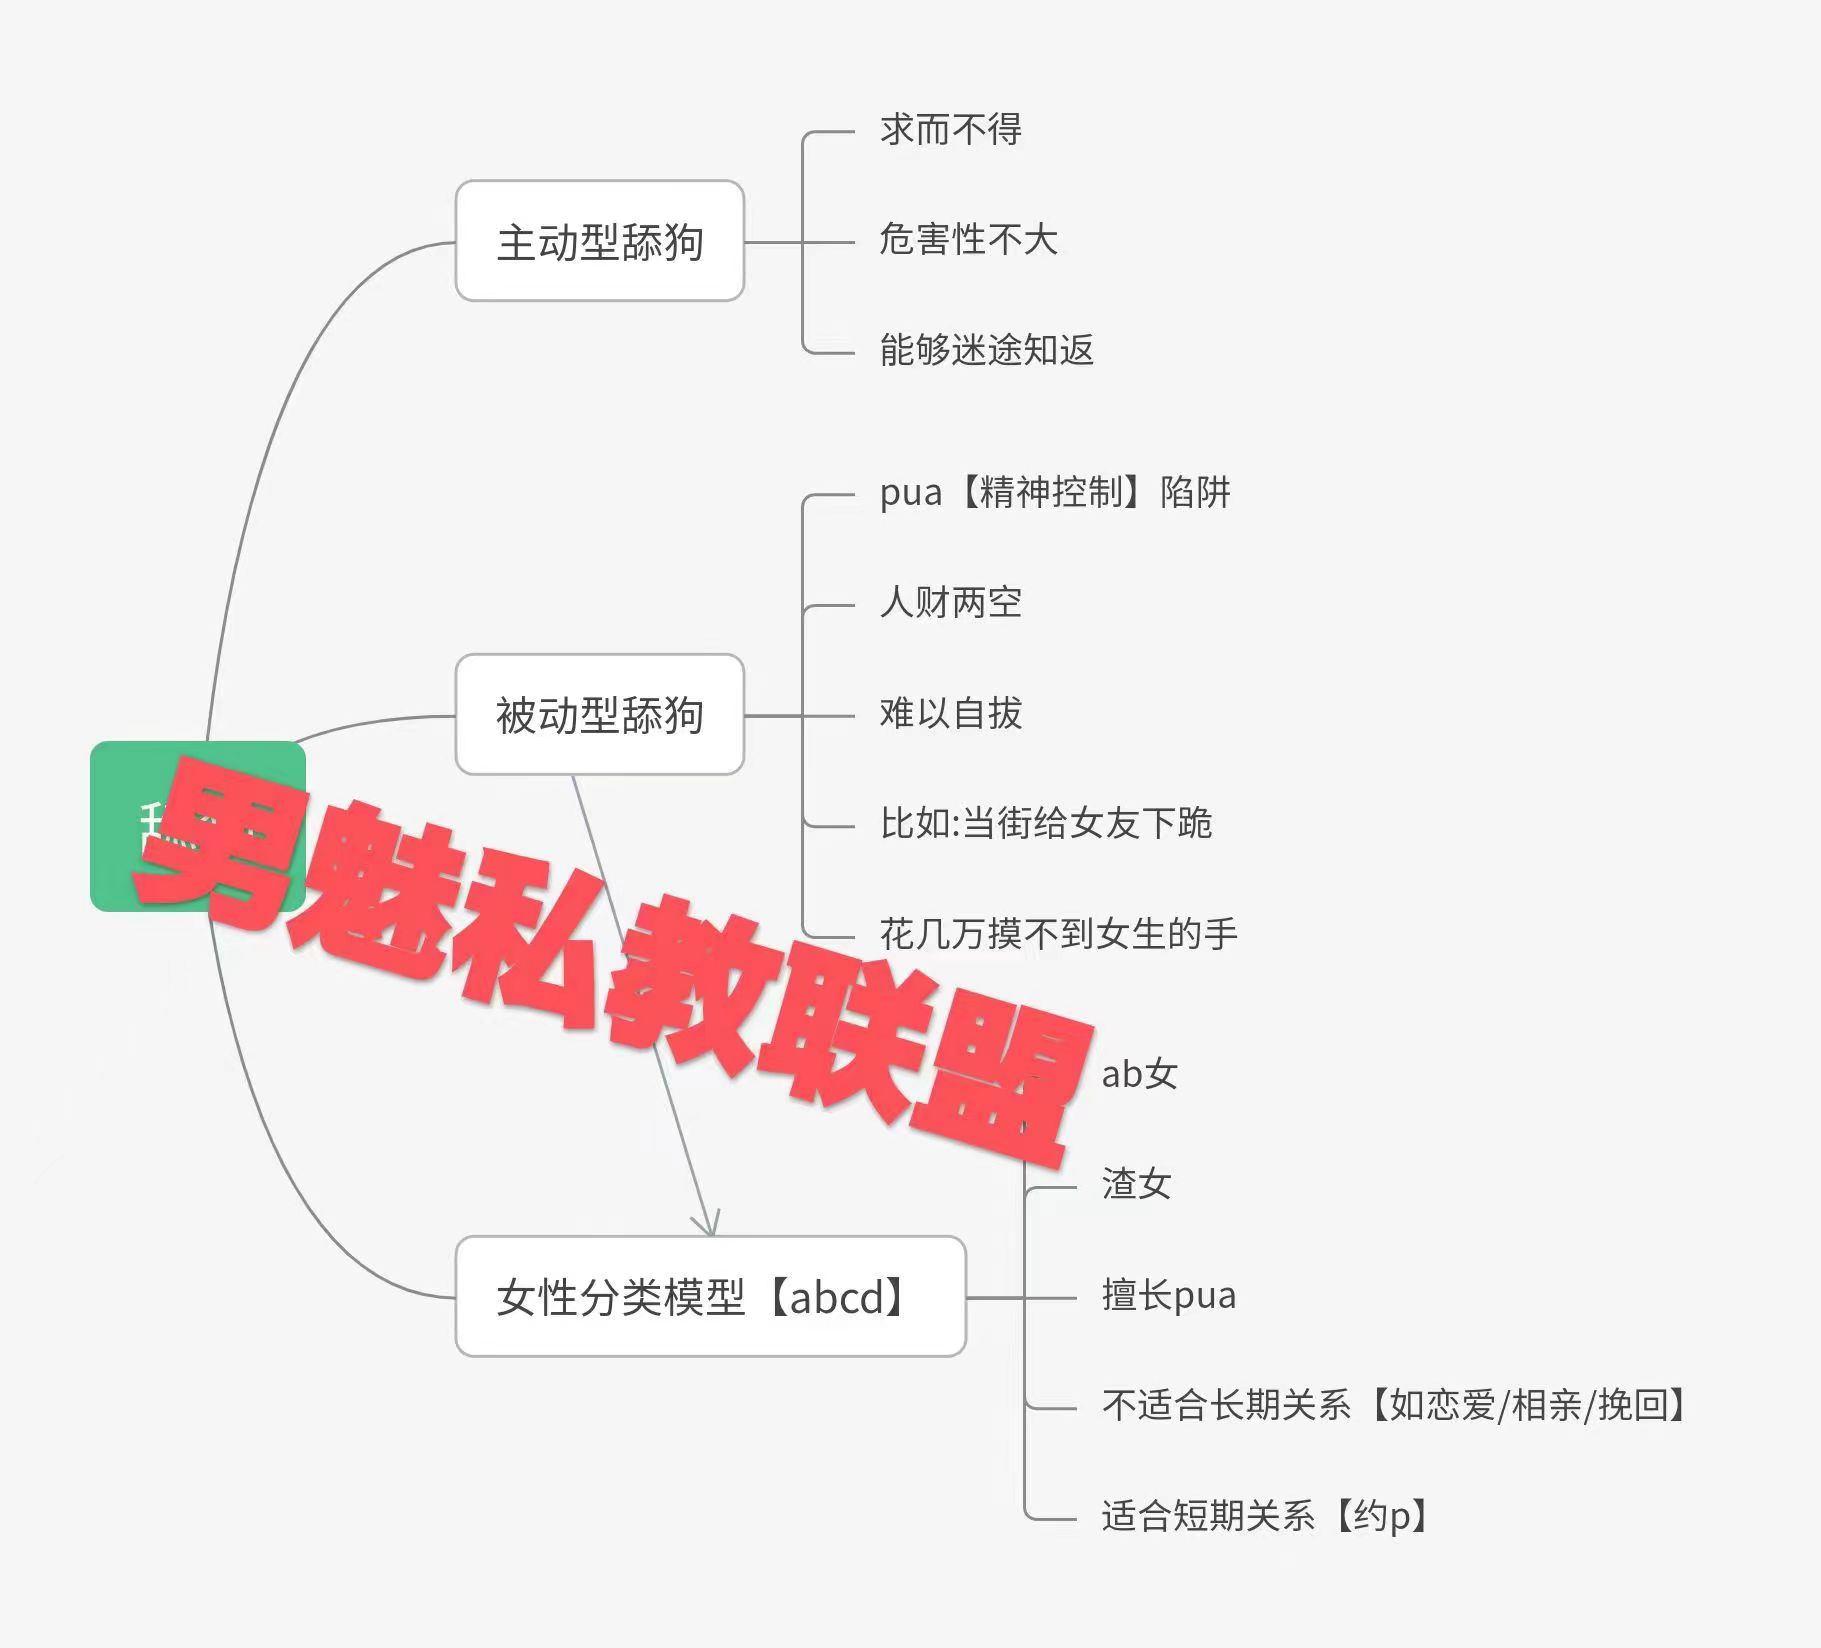 求而不得
主动型舔狗
危害性不大
能够迷途知返
pua【精神控制】陷阱
人财两空
被动型舔狗
难以自拔
比如:当街给女友下跪
花几万摸不到女生的手
男魅私教联盟
ab女
渣女
女性分类模型【abcd】
擅长pua
不适合长期关系【如恋爱/相亲/挽回】
适合短期关系【约p】